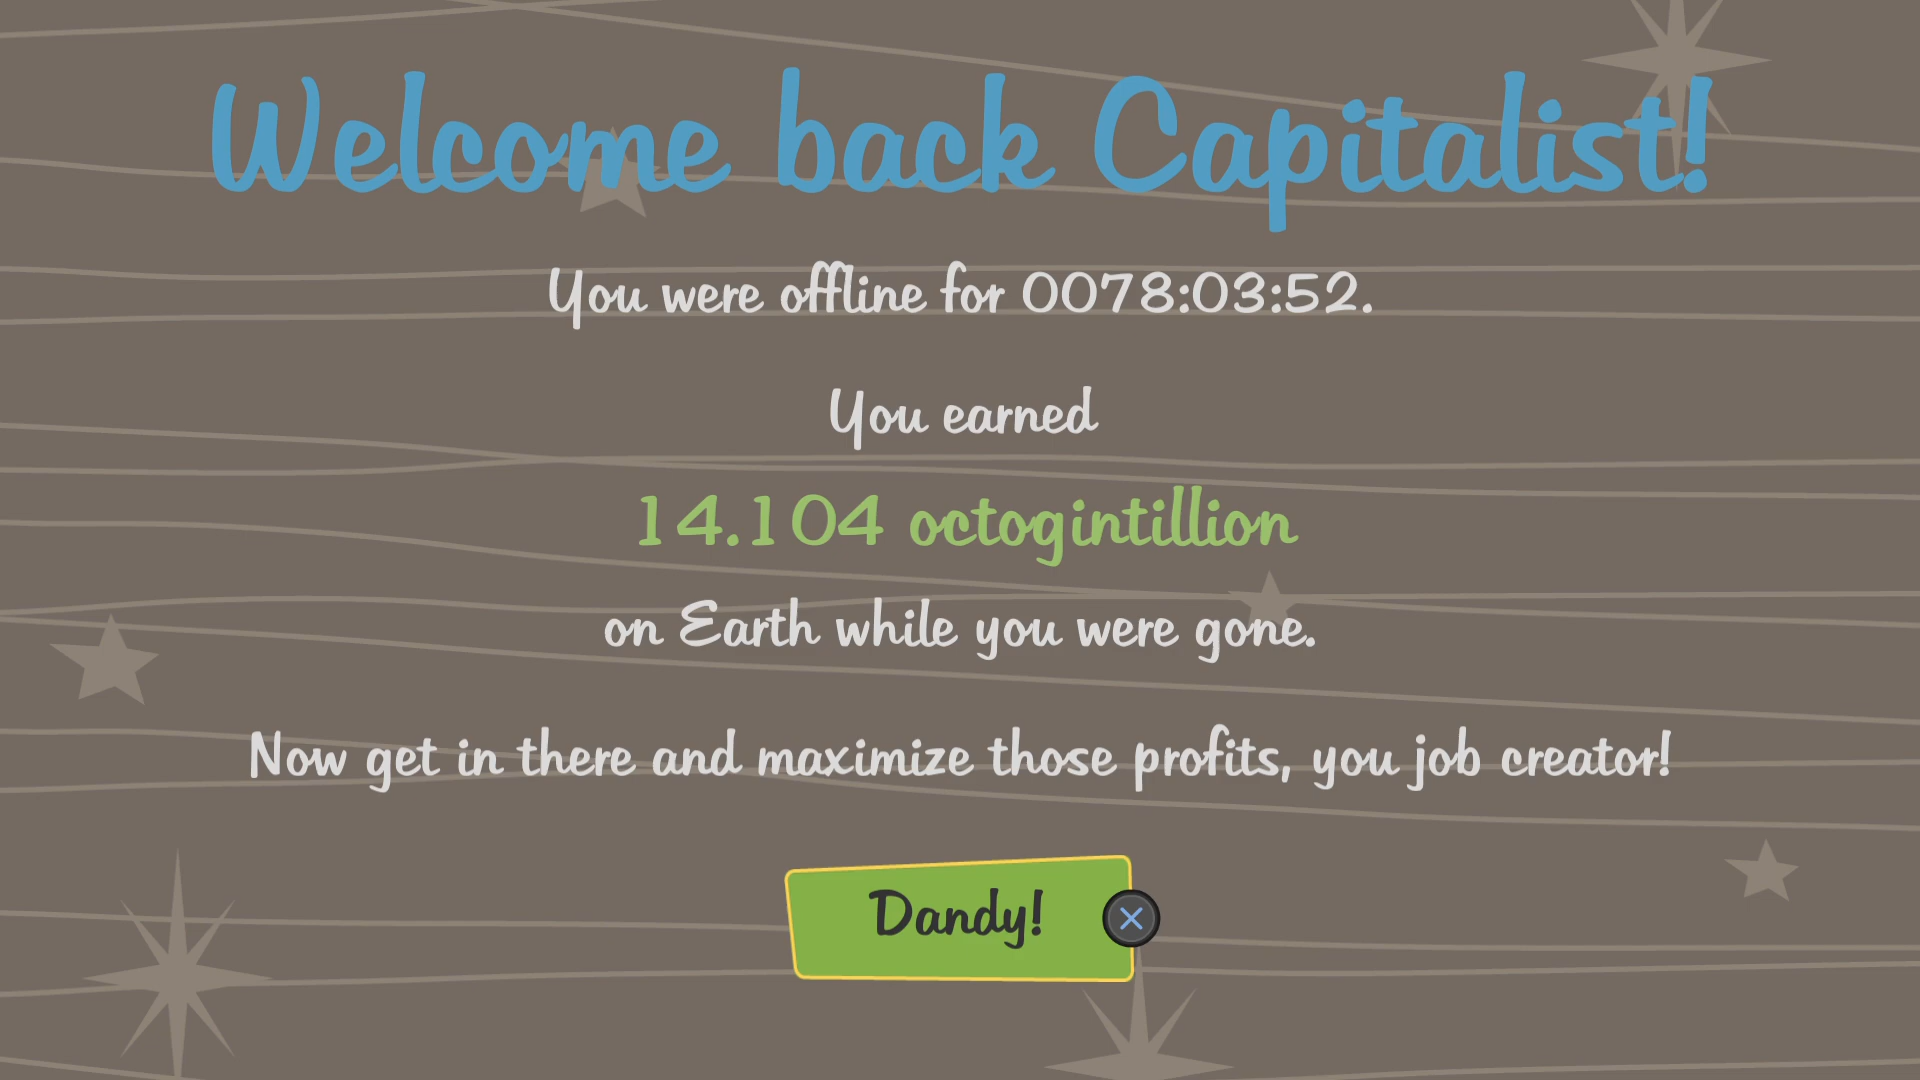 Welcome back Capitalist!
You were offline for 0078:03:52.
You earned
14.104 octogintillion
on Earth while you were gone.
Now get in there and maximize those profits, you job creator!
Dandy!